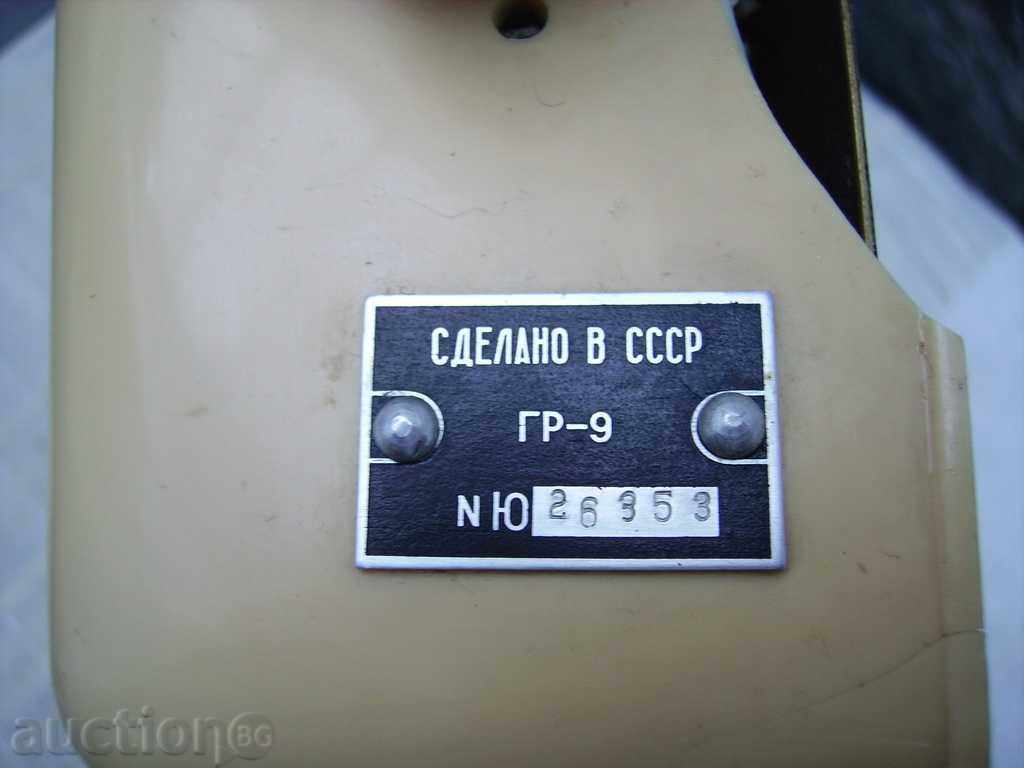 СДЕЛАНО В СССР
ГР-9
N Ю 26353
auction BG